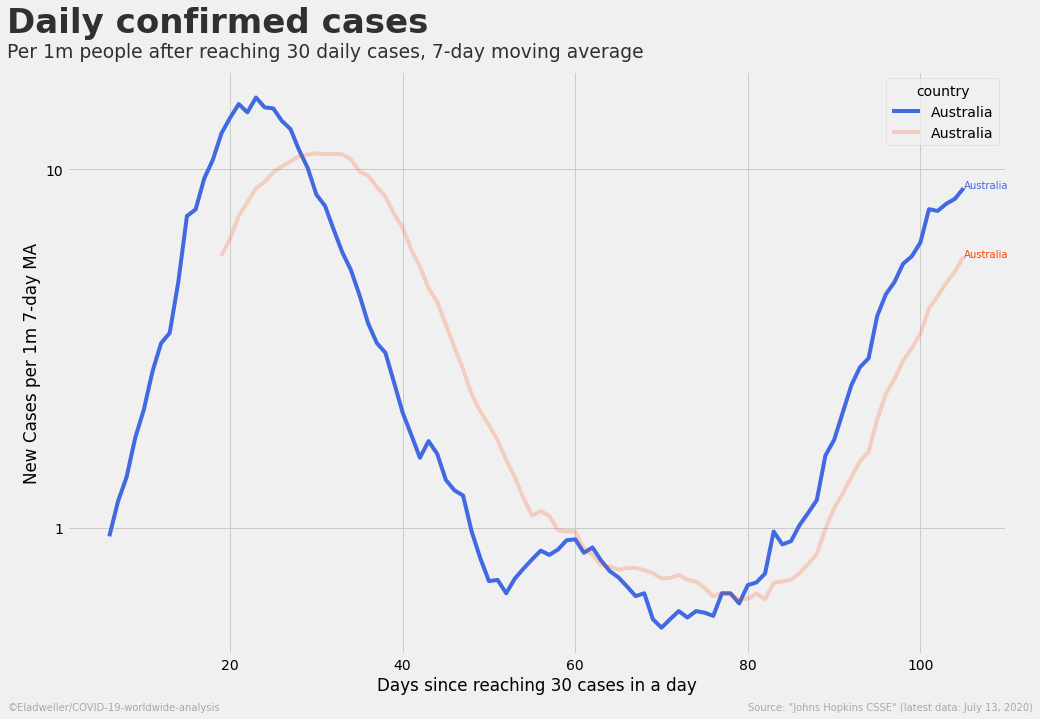 Daily confirmed cases
Per 1m people after reaching 30 daily cases, 7-day moving average
country
Australia
Australia
10
Australia
Australia
New Cases per 1m 7-day MA
1
20 40 60 80 100
Days since reaching 30 cases in a day
©Eladweller/COVID-19-worldwide-analysis
Source: "Johns Hopkins CSSE" (latest data: July 13, 2020)